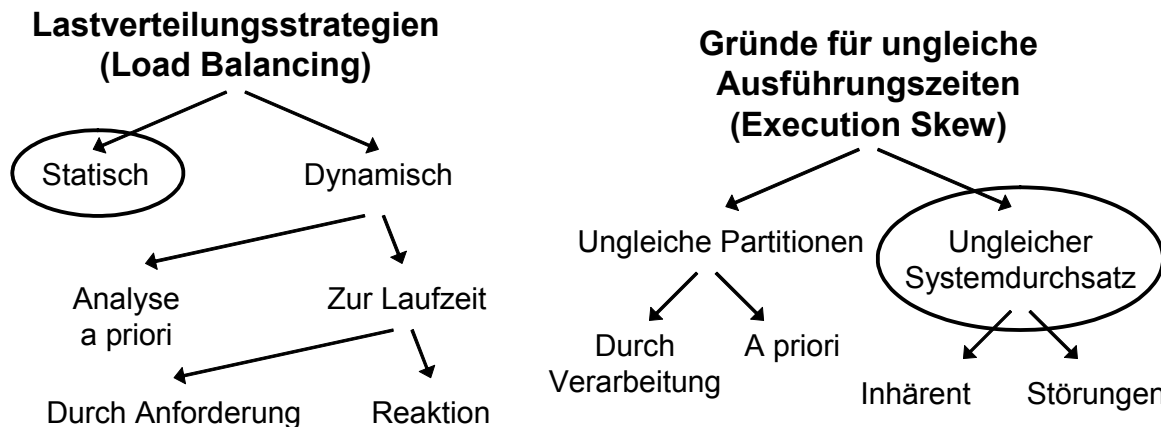 Lastverteilungsstrategien
(Load Balancing)
Statisch
Dynamisch
Analyse
a priori
Zur Laufzeit
Durch Anforderung
Reaktion
Gründe für ungleiche
Ausführungszeiten
(Execution Skew)
Ungleiche Partitionen
Ungleicher
Systemdurchsatz
Durch
Verarbeitung
A priori
Inhärent
Störungen